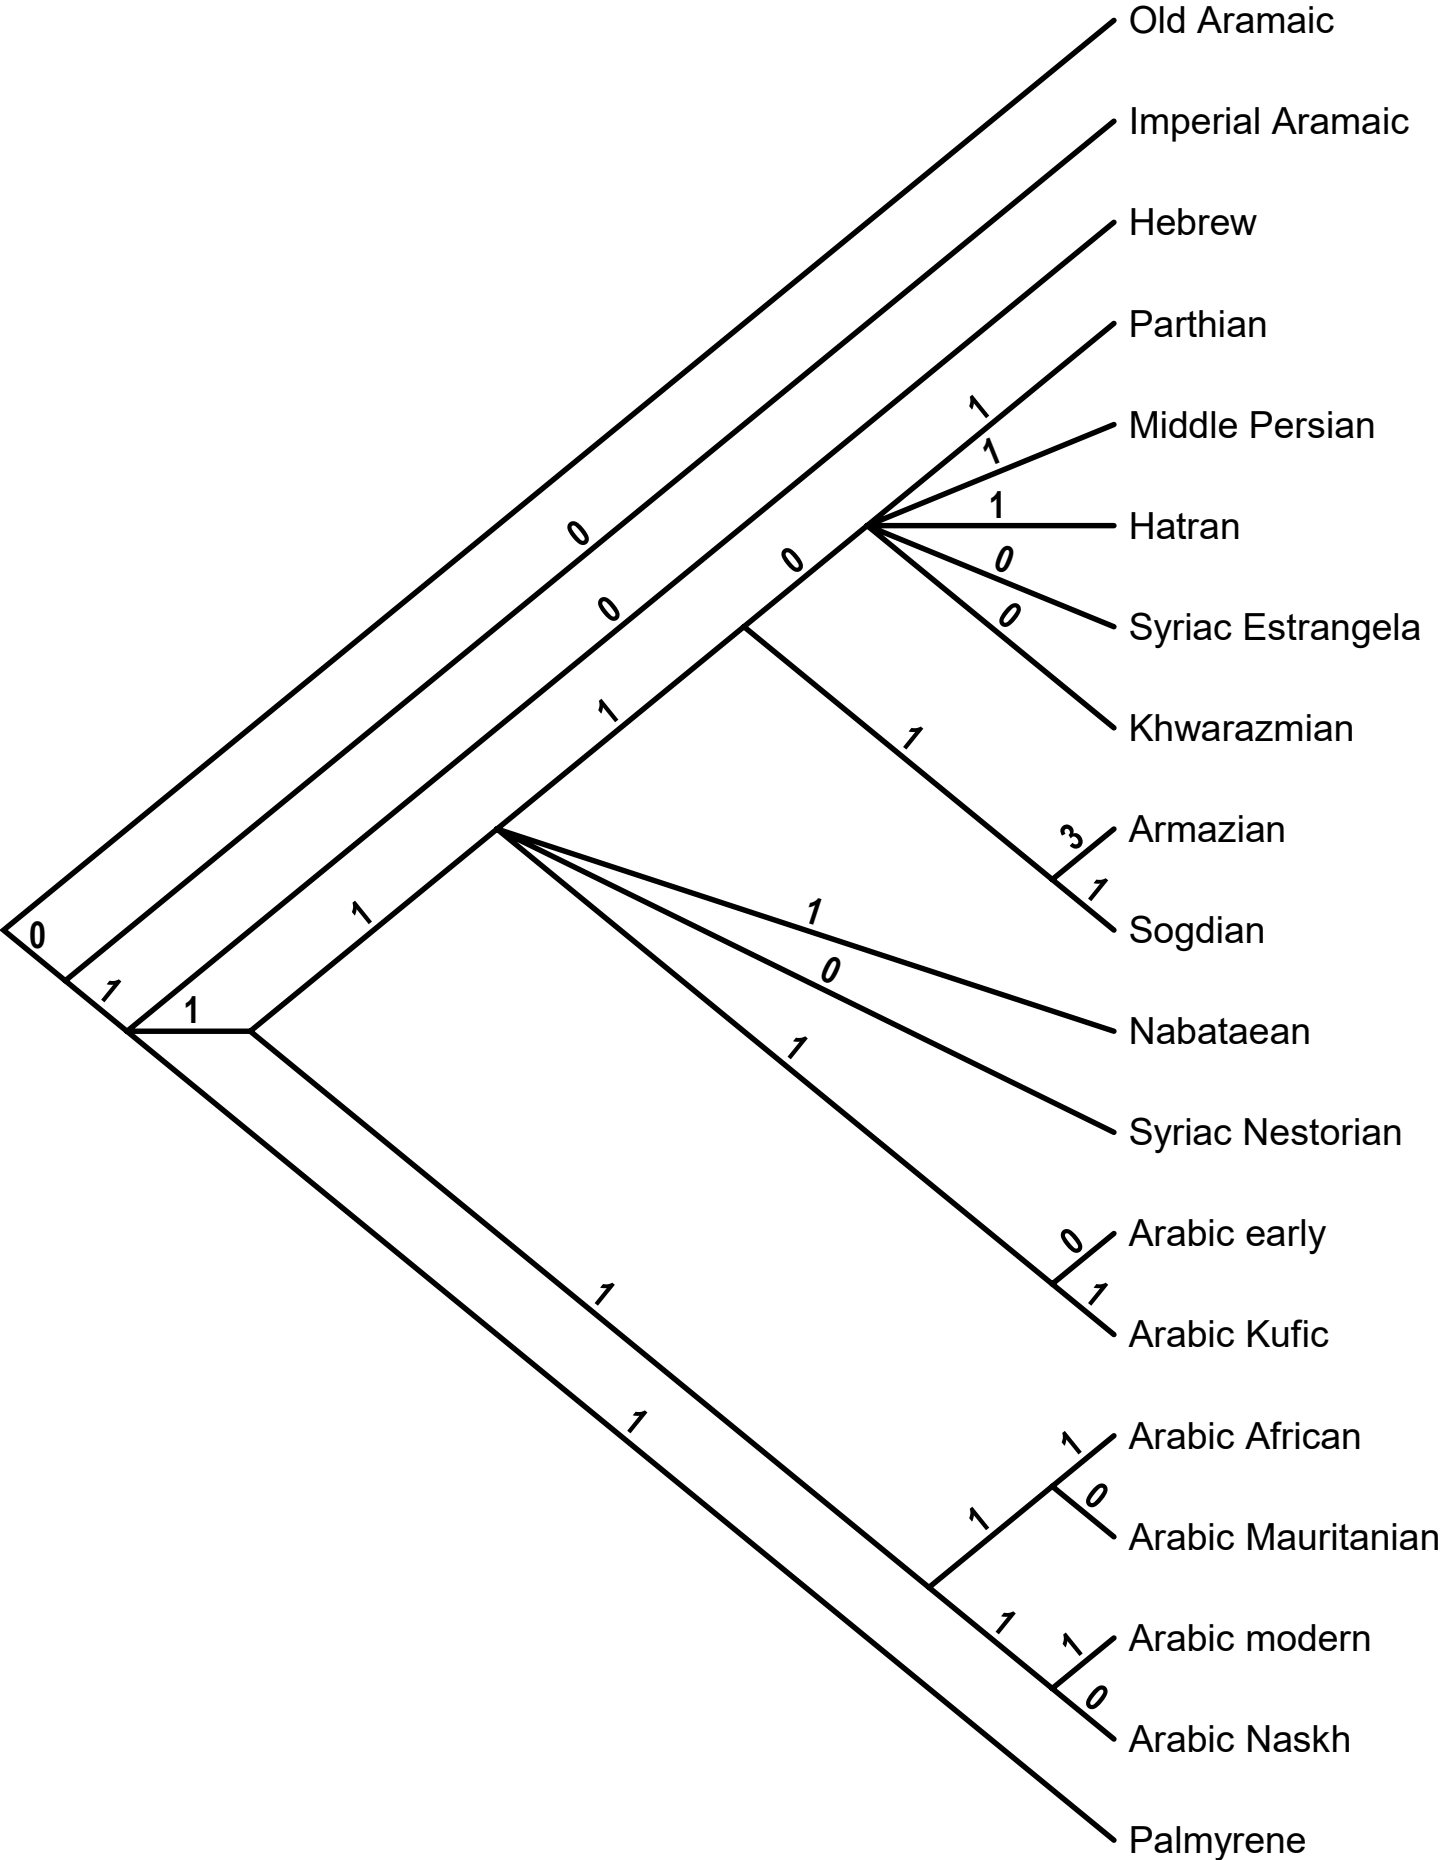 Old Aramaic
Imperial Aramaic
Hebrew
Parthian
1
Middle Persian
1
1
Hatran
0
0
0
0
Syriac Estrangela
0
0
1
Khwarazmian
1
3
Armazian
1
1
Sogdian
1
0
0
1
1
Nabataean
1
Syriac Nestorian
0
Arabic early
1
1
Arabic Kufic
1
1
Arabic African
0
1
Arabic Mauritanian
1
1
Arabic modern
0
Arabic Naskh
Palmyrene